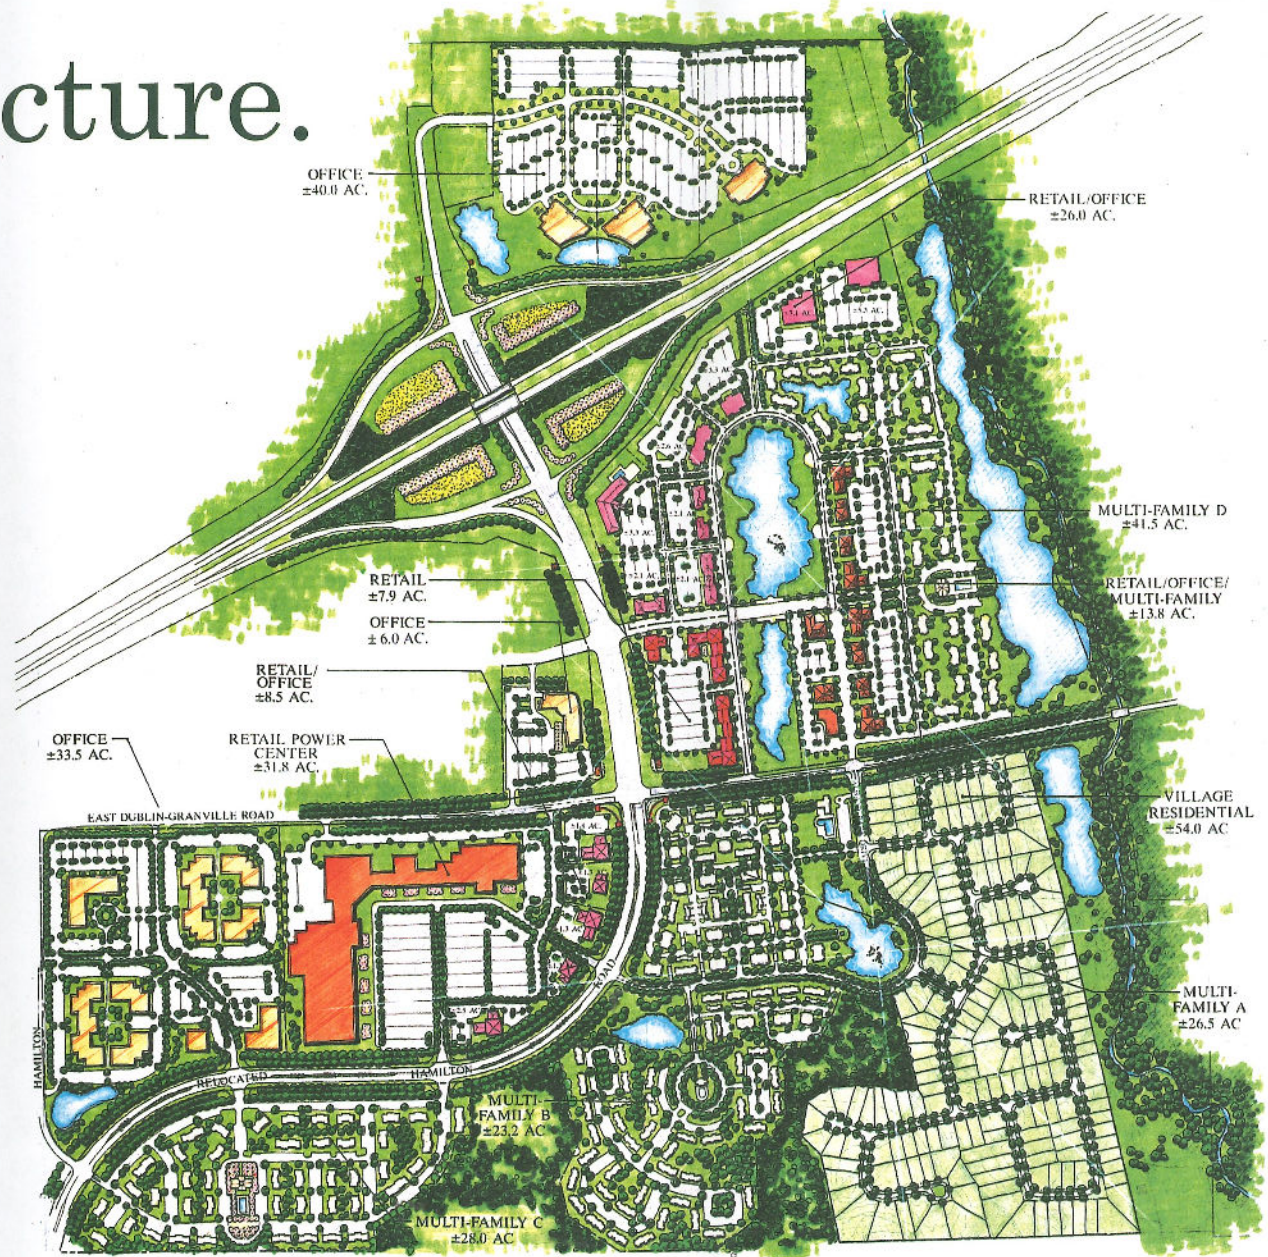 cture.
OFFICE
±40.0 AC.
RETAIL/OFFICE
±26.0 AC.
MULTI-FAMILY D
±41.5 AC.
RETAIL/OFFICE/
MULTI-FAMILY
±13.8 AC.
RETAIL
±7.9 AC.
OFFICE
± 6.0 AC.
RETAIL/
OFFICE
±8.5 AC.
OFFICE
±33.5 AC.
RETAIL POWER
CENTER
±31.8 AC.
EAST DUBLIN-GRANVILLE ROAD
VILLAGE
RESIDENTIAL
±54.0 AC
MULTI-
FAMILY A
±26.5 AC
HAMILTON
RELOCATED
HAMILTON
ROAD
MULTI-
FAMILY B
±23.2 AC
MULTI-FAMILY C
±28.0 AC